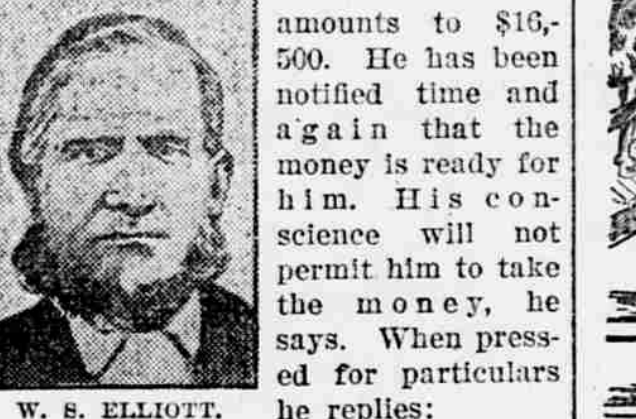 amounts to $16,-
500. He has been
notified time and
again that the
money is ready for
him. His con-
science will not
permit him to take
the money, he
says. When press-
ed for particulars
he replies:
W. S. ELLIOTT.